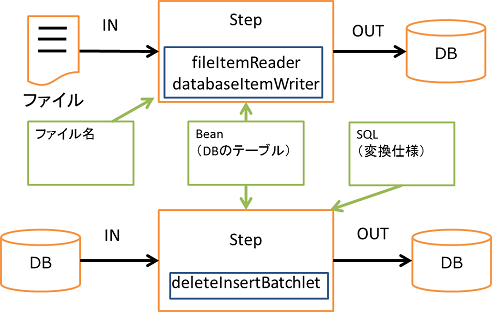 IN
Step
OUT
fileItemReader
databaseItemWriter
DB
ファイル
ファイル名
Bean
（DBのテーブル）
SQL
（変換仕様）
IN
Step
OUT
DB
deleteInsertBatchlet
DB